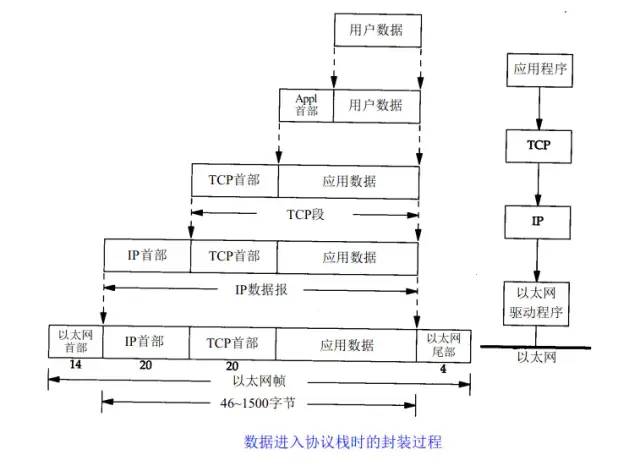 用户数据
应用程序
Appl
首部
用户数据
TCP
TCP首部
应用数据
TCP段
IP
IP首部
TCP首部
应用数据
IP数据报
以太网
驱动程序
以太网
首部
IP首部
TCP首部
应用数据
以太网
尾部
以太网
14
20
20
4
以太网帧
46~1500字节
数据进入协议栈时的封装过程